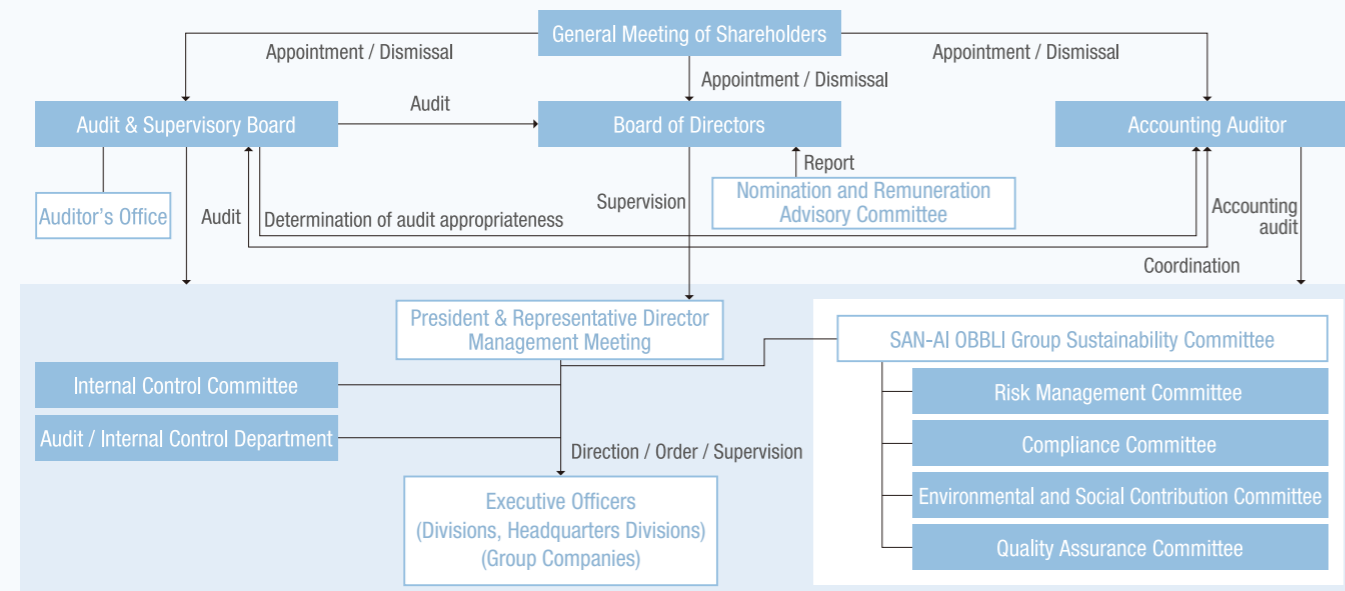 General Meeting of Shareholders
Appointment / Dismissal
Appointment / Dismissal
Appointment / Dismissal
Audit & Supervisory Board
Audit
Board of Directors
Accounting Auditor
Report
Auditor's Office
Audit
Determination of audit appropriateness
Supervision
Nomination and Remuneration
Advisory Committee
Accounting
audit
Coordination
President & Representative Director
Management Meeting
SAN-AI OBBLI Group Sustainability Committee
Internal Control Committee
Risk Management Committee
Audit / Internal Control Department
Compliance Committee
Direction / Order / Supervision
Environmental and Social Contribution Committee
Executive Officers
(Divisions, Headquarters Divisions)
(Group Companies)
Quality Assurance Committee